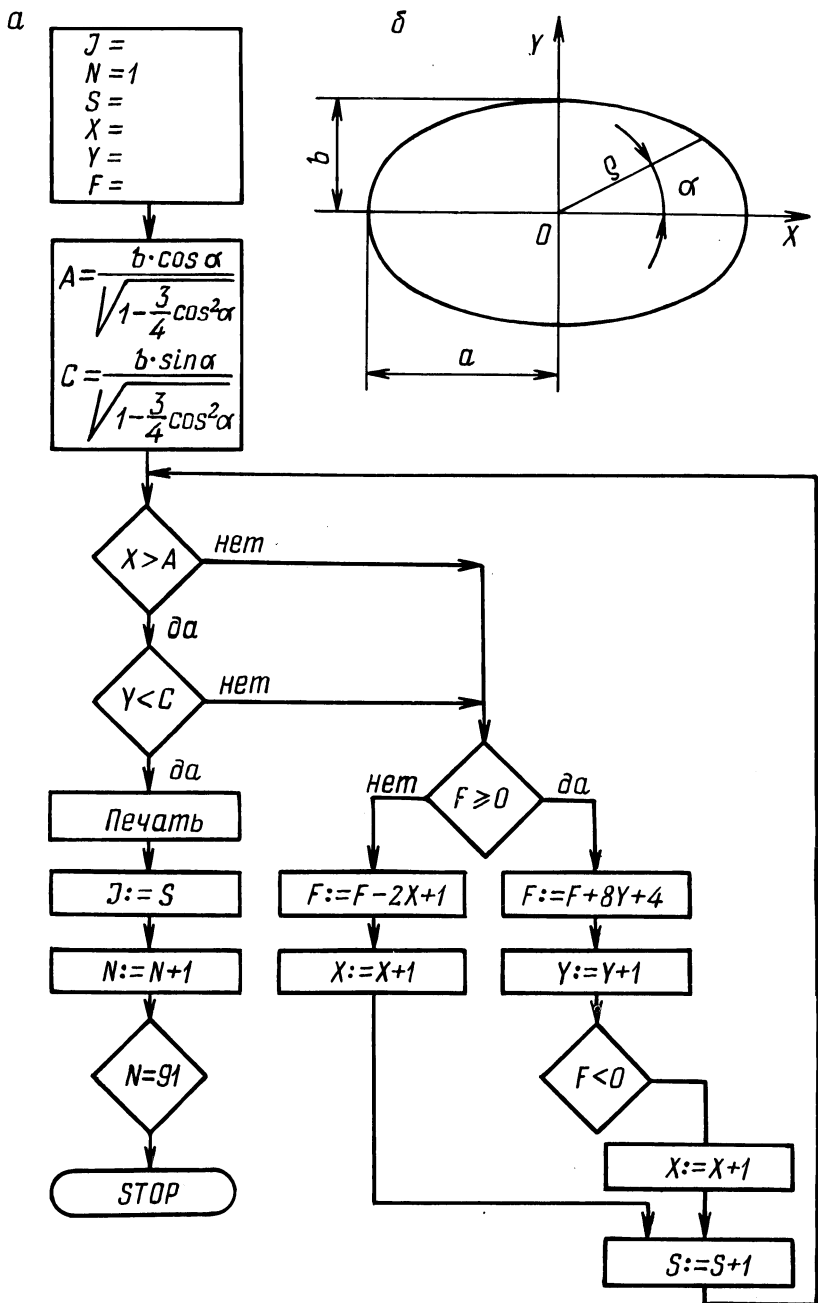 а
J =
N = 1
S =
X =
Y =
F =
A = b·cos α / √(1 - 3/4 cos²α)
C = b·sin α / √(1 - 3/4 cos²α)
б
Y
b
ρ
α
O
X
a
X > A
нет
да
Y < C
нет
да
Печать
J := S
N := N+1
N = 91
STOP
F ⩾ 0
нет
да
F := F - 2X + 1
X := X+1
F := F + 8Y + 4
Y := Y+1
F < 0
X := X+1
S := S+1